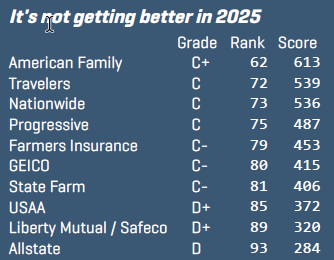 It's not getting better in 2025
Grade Rank Score
American Family C+ 62 613
Travelers C 72 539
Nationwide C 73 536
Progressive C 75 487
Farmers Insurance C- 79 453
GEICO C- 80 415
State Farm C- 81 406
USAA D+ 85 372
Liberty Mutual / Safeco D+ 89 320
Allstate D 93 284